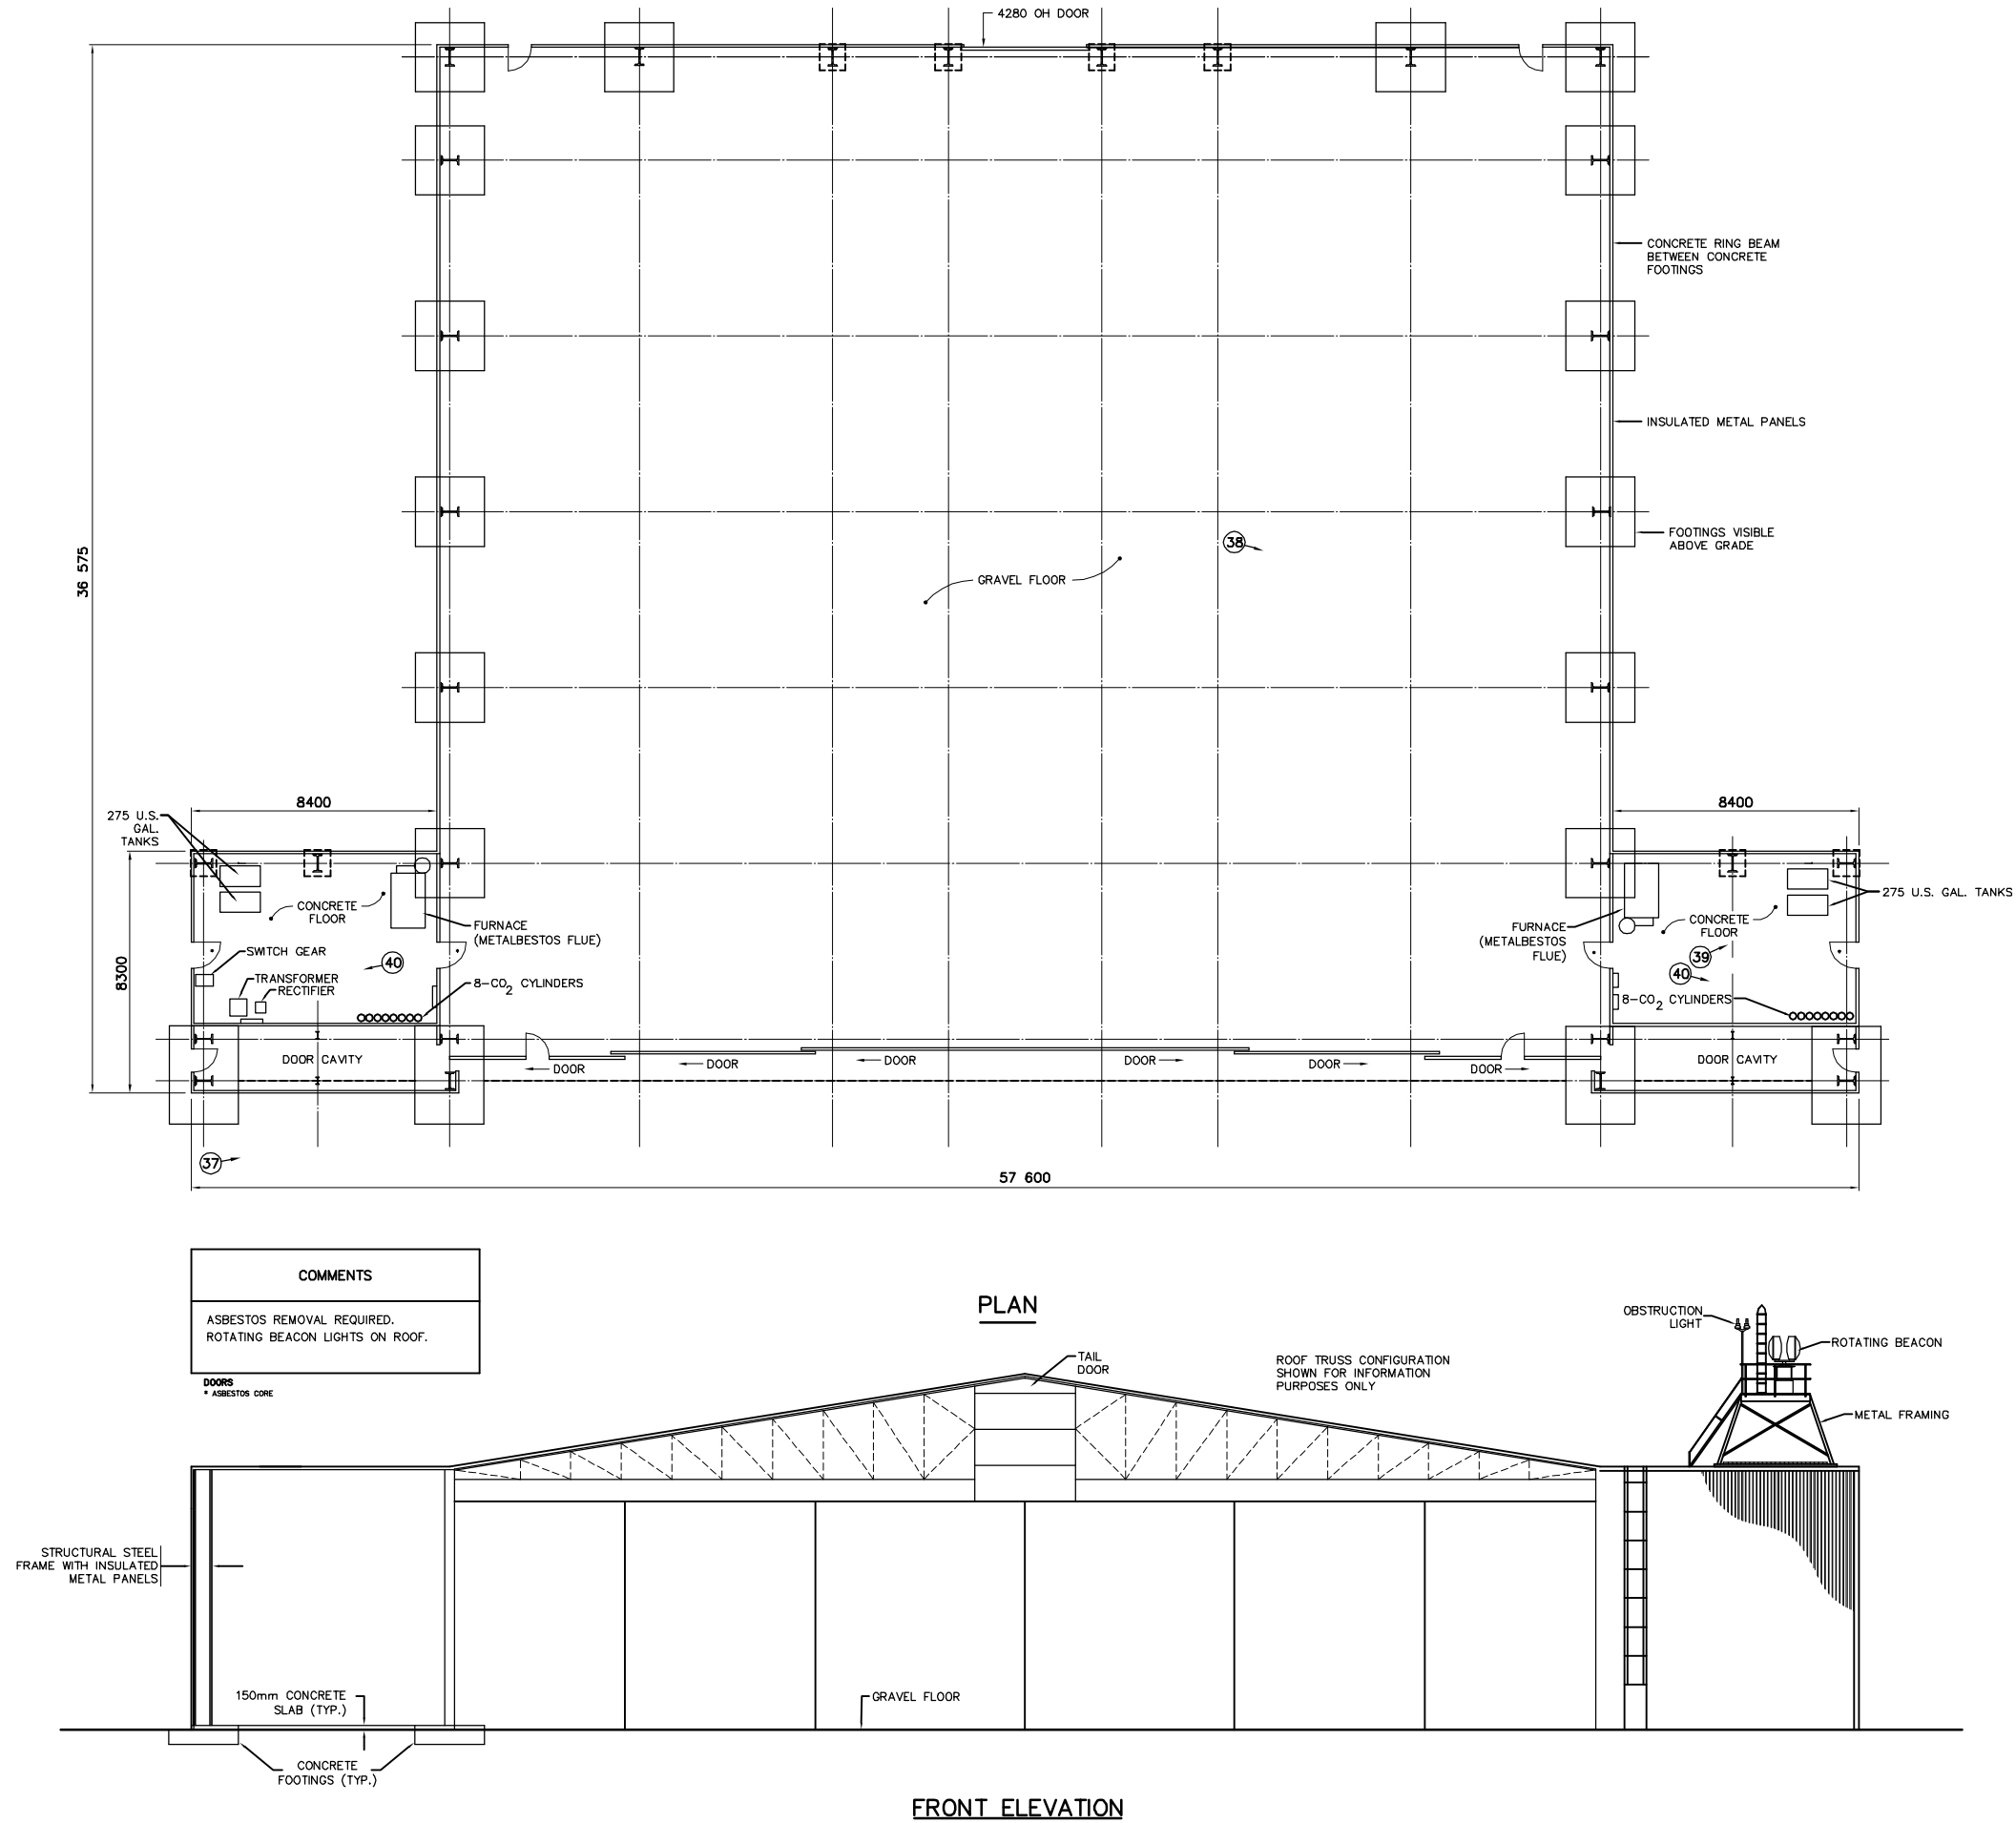 4280 OH DOOR
CONCRETE RING BEAM
BETWEEN CONCRETE
FOOTINGS
INSULATED METAL PANELS
36 575
FOOTINGS VISIBLE
ABOVE GRADE
38
GRAVEL FLOOR
8400
8400
275 U.S.
GAL.
TANKS
275 U.S. GAL. TANKS
CONCRETE
FLOOR
CONCRETE
FLOOR
FURNACE
(METALBESTOS FLUE)
FURNACE
(METALBESTOS
FLUE)
SWITCH GEAR
40
39
40
8300
TRANSFORMER
RECTIFIER
8-CO2 CYLINDERS
8-CO2 CYLINDERS
DOOR CAVITY
DOOR
DOOR
DOOR
DOOR
DOOR
DOOR
DOOR CAVITY
37
57 600
COMMENTS
ASBESTOS REMOVAL REQUIRED.
ROTATING BEACON LIGHTS ON ROOF.
DOORS
* ASBESTOS CORE
PLAN
TAIL
DOOR
ROOF TRUSS CONFIGURATION
SHOWN FOR INFORMATION
PURPOSES ONLY
OBSTRUCTION
LIGHT
ROTATING BEACON
METAL FRAMING
STRUCTURAL STEEL
FRAME WITH INSULATED
METAL PANELS
150mm CONCRETE
SLAB (TYP.)
GRAVEL FLOOR
CONCRETE
FOOTINGS (TYP.)
FRONT ELEVATION